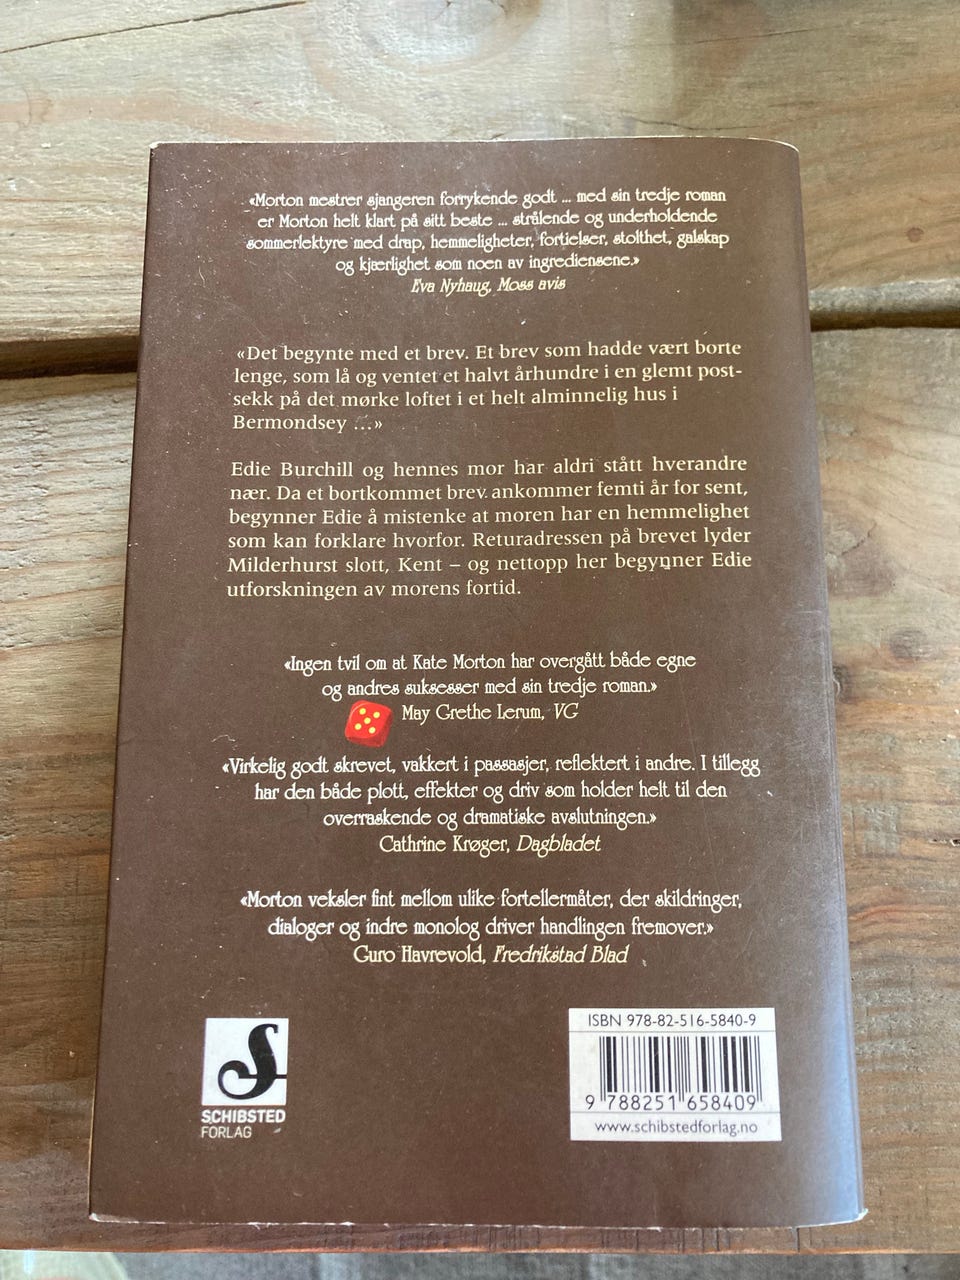 «Morton mestrer sjangeren forrykende godt ... med sin tredje roman
er Morton helt klart på sitt beste ... strålende og underholdende
sommerlektyre med drap, hemmeligheter, fortielser, stolthet, galskap
og kjærlighet som noen av ingrediensene.»
Eva Nyhaug, Moss avis
«Det begynte med et brev. Et brev som hadde vært borte
lenge, som lå og ventet et halvt århundre i en glemt post-
sekk på det mørke loftet i et helt alminnelig hus i
Bermondsey ...»
Edie Burchill og hennes mor har aldri stått hverandre
nær. Da et bortkommet brev ankommer femti år for sent,
begynner Edie å mistenke at moren har en hemmelighet
som kan forklare hvorfor. Returadressen på brevet lyder
Milderhurst slott, Kent – og nettopp her begynner Edie
utforskningen av morens fortid.
«Ingen tvil om at Kate Morton har overgått både egne
og andres suksesser med sin tredje roman.»
May Grethe Lerum, VG
«Virkelig godt skrevet, vakkert i passasjer, reflektert i andre. I tillegg
har den både plott, effekter og driv som holder helt til den
overraskende og dramatiske avslutningen.»
Cathrine Krøger, Dagbladet
«Morton veksler fint mellom ulike fortellermåter, der skildringer,
dialoger og indre monolog driver handlingen fremover.»
Guro Havrevold, Fredrikstad Blad
S
SCHIBSTED
FORLAG
ISBN 978-82-516-5840-9
9 788251 658409
www.schibstedforlag.no